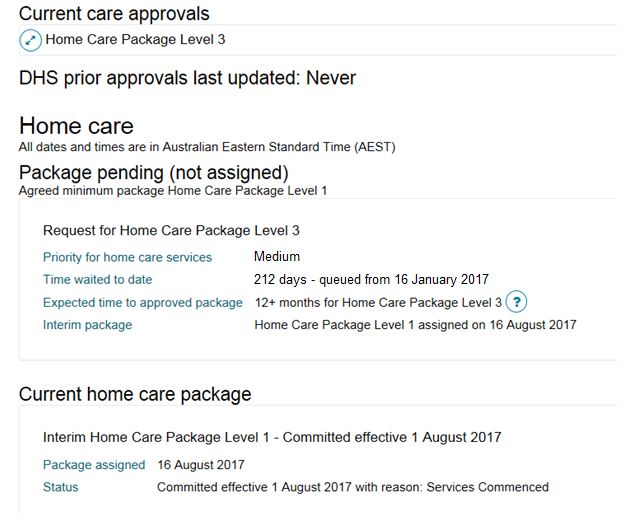 Current care approvals
Home Care Package Level 3
DHS prior approvals last updated: Never
Home care
All dates and times are in Australian Eastern Standard Time (AEST)
Package pending (not assigned)
Agreed minimum package Home Care Package Level 1
Request for Home Care Package Level 3
Priority for home care services Medium
Time waited to date 212 days - queued from 16 January 2017
Expected time to approved package 12+ months for Home Care Package Level 3 ?
Interim package Home Care Package Level 1 assigned on 16 August 2017
Current home care package
Interim Home Care Package Level 1 - Committed effective 1 August 2017
Package assigned 16 August 2017
Status Committed effective 1 August 2017 with reason: Services Commenced